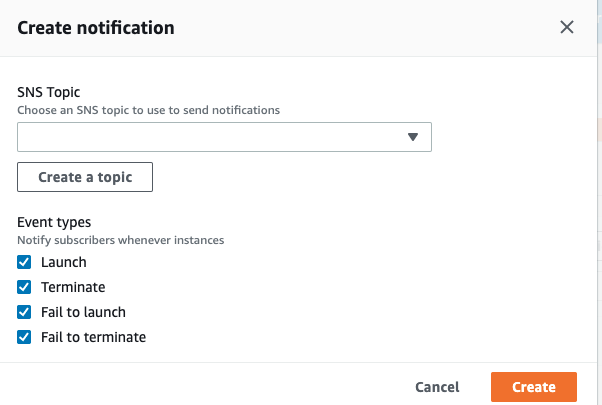 Create notification
SNS Topic
Choose an SNS topic to use to send notifications
Create a topic
Event types
Notify subscribers whenever instances
Launch
Terminate
Fail to launch
Fail to terminate
Cancel Create